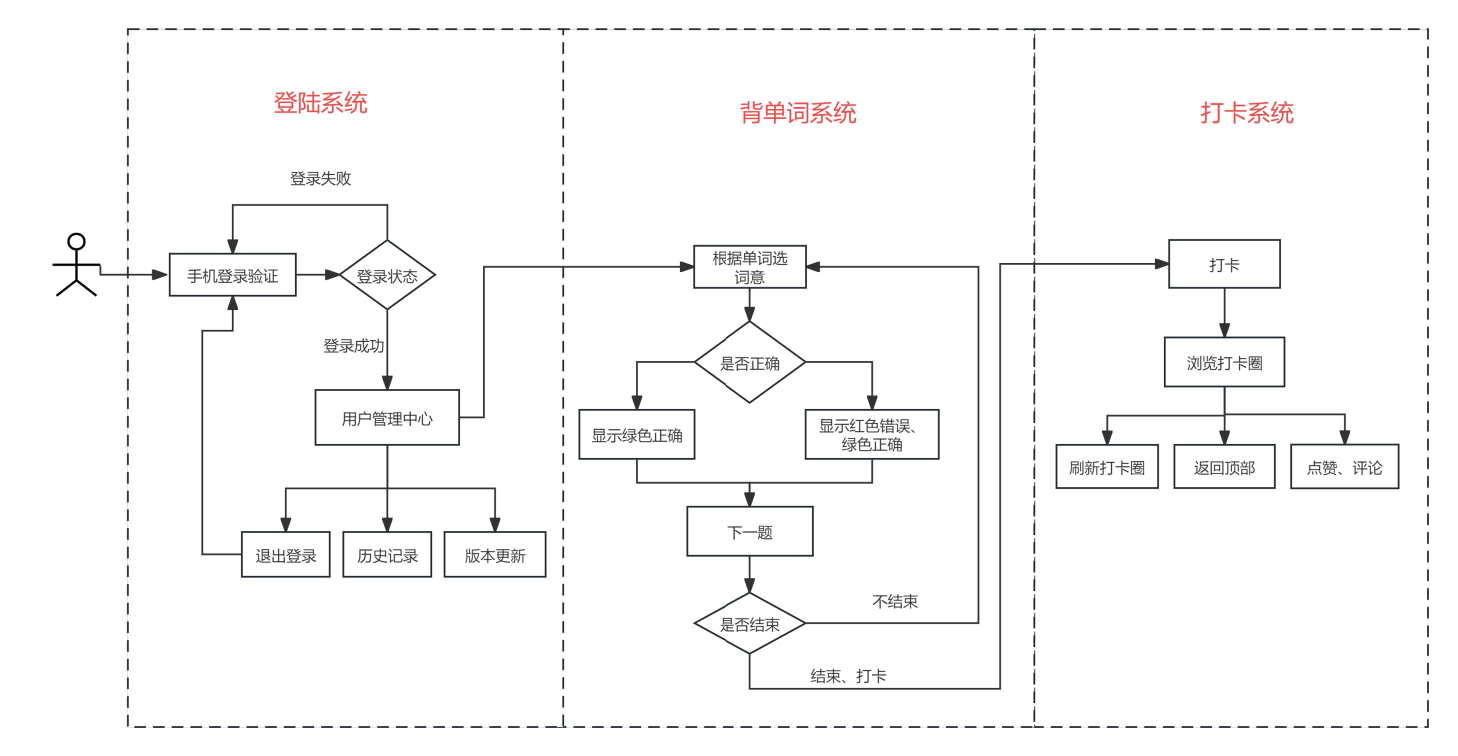 登陆系统
背单词系统
打卡系统
登录失败
手机登录验证
登录状态
登录成功
用户管理中心
退出登录
历史记录
版本更新
根据单词选
词意
是否正确
显示绿色正确
显示红色错误、
绿色正确
下一题
是否结束
不结束
结束、打卡
打卡
浏览打卡圈
刷新打卡圈
返回顶部
点赞、评论